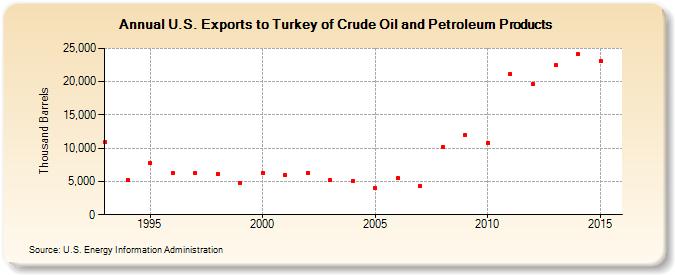 Annual U.S. Exports to Turkey of Crude Oil and Petroleum Products
Thousand Barrels
25,000
20,000
15,000
10,000
5,000
0
1995 2000 2005 2010 2015
Source: U.S. Energy Information Administration